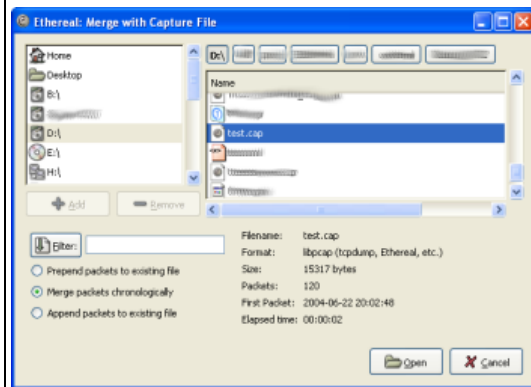 Ethereal: Merge with Capture File
Home
Desktop
B:\
D:\
E:\
H:\
Add
Remove
D:\
Name
test.cap
Filter:
Prepend packets to existing file
Merge packets chronologically
Append packets to existing file
Filename: test.cap
Format: libpcap (tcpdump, Ethereal, etc.)
Size: 15317 bytes
Packets: 120
First Packet: 2004-06-22 20:02:48
Elapsed time: 00:00:02
Open
Cancel